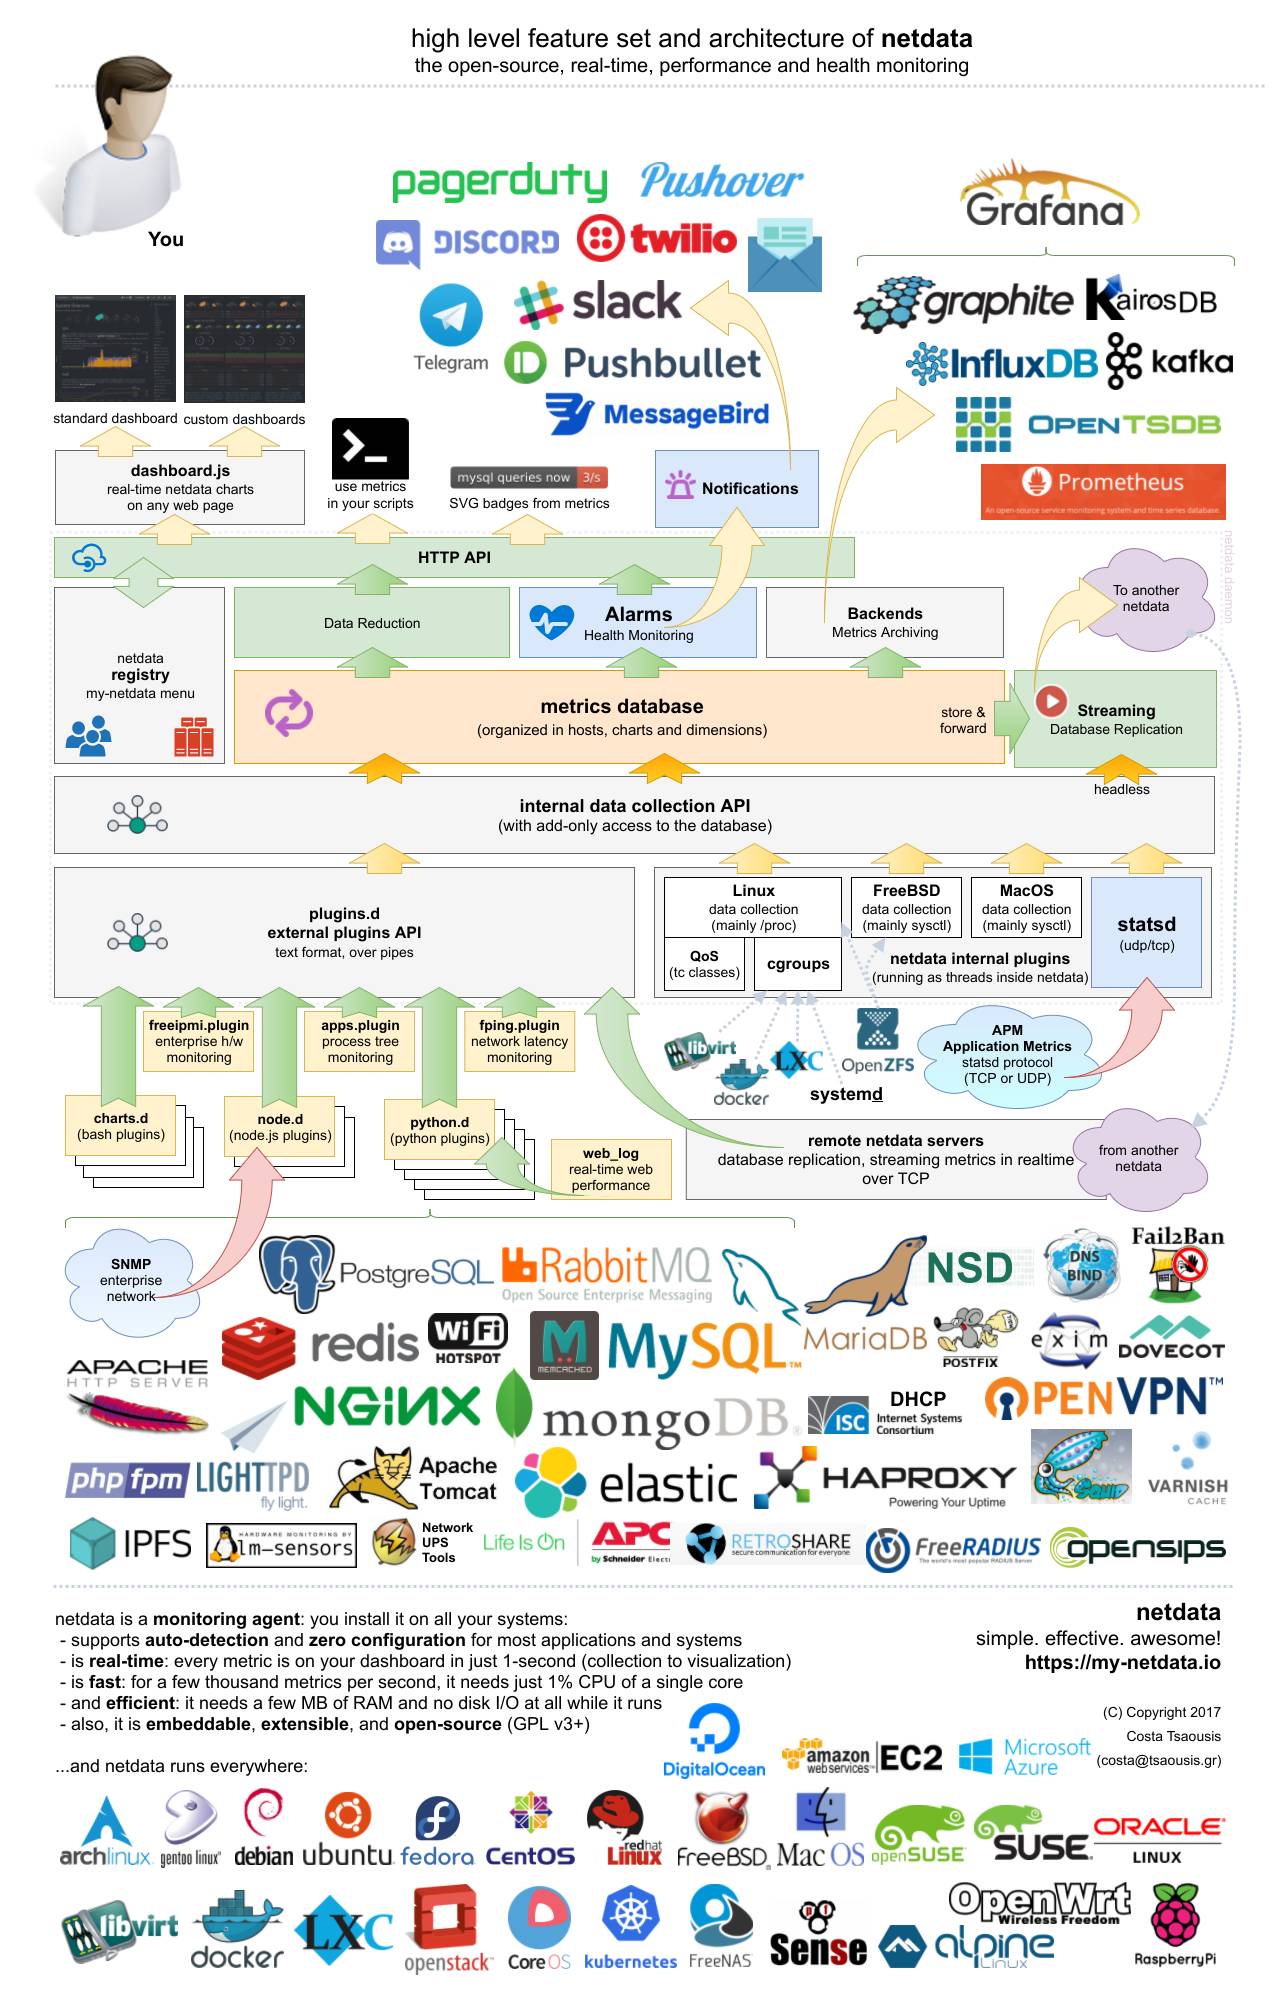 high level feature set and architecture of netdata
the open-source, real-time, performance and health monitoring
You
pagerduty
Pushover
DISCORD
twilio
Telegram
slack
Pushbullet
MessageBird
Grafana
graphite
KairosDB
InfluxDB
kafka
OPENTSDB
Prometheus
An open-source service monitoring system and time series database.
standard dashboard
custom dashboards
dashboard.js
real-time netdata charts
on any web page
use metrics
in your scripts
mysql queries now 3/s
SVG badges from metrics
Notifications
netdata daemon
HTTP API
netdata
registry
my-netdata menu
Data Reduction
Alarms
Health Monitoring
Backends
Metrics Archiving
To another
netdata
metrics database
(organized in hosts, charts and dimensions)
store &
forward
Streaming
Database Replication
headless
internal data collection API
(with add-only access to the database)
plugins.d
external plugins API
text format, over pipes
Linux
data collection
(mainly /proc)
FreeBSD
data collection
(mainly sysctl)
MacOS
data collection
(mainly sysctl)
statsd
(udp/tcp)
QoS
(tc classes)
cgroups
netdata internal plugins
(running as threads inside netdata)
freeipmi.plugin
enterprise h/w
monitoring
apps.plugin
process tree
monitoring
fping.plugin
network latency
monitoring
libvirt
docker
LXC
systemd
OpenZFS
APM
Application Metrics
statsd protocol
(TCP or UDP)
charts.d
(bash plugins)
node.d
(node.js plugins)
python.d
(python plugins)
web_log
real-time web
performance
remote netdata servers
database replication, streaming metrics in realtime
over TCP
from another
netdata
SNMP
enterprise
network
PostgreSQL
RabbitMQ
Open Source Enterprise Messaging
NSD
DNS
BIND
Fail2Ban
redis
WiFi
HOTSPOT
MEMCACHED
MySQL™
MariaDB
POSTFIX
exim
DOVECOT
APACHE
HTTP SERVER
NGiNX
mongoDB®
ISC
DHCP
Internet Systems
Consortium
OPENVPN™
php fpm
LIGHTTPD
fly light.
Apache
Tomcat
elastic
HAPROXY
Powering Your Uptime
SQUID
VARNISH
CACHE
IPFS
HARDWARE MONITORING BY
lm-sensors
Network
UPS
Tools
Life Is On
APC
by Schneider Electr
RETROSHARE
secure communication for everyone
FreeRADIUS
The world's most popular RADIUS Server
opensips
netdata is a monitoring agent: you install it on all your systems:
- supports auto-detection and zero configuration for most applications and systems
- is real-time: every metric is on your dashboard in just 1-second (collection to visualization)
- is fast: for a few thousand metrics per second, it needs just 1% CPU of a single core
- and efficient: it needs a few MB of RAM and no disk I/O at all while it runs
- also, it is embeddable, extensible, and open-source (GPL v3+)
netdata
simple. effective. awesome!
https://my-netdata.io
(C) Copyright 2017
Costa Tsaousis
(costa@tsaousis.gr)
...and netdata runs everywhere:
DigitalOcean
amazon
webservices™
EC2
Microsoft
Azure
archlinux
gentoo linux
debian
ubuntu
fedora
CentOS
redhat
Linux
FreeBSD
Mac OS
openSUSE
SUSE
ORACLE
LINUX
libvirt
docker
LXC
openstack
CoreOS
kubernetes
FreeNAS
pf
Sense
OpenWrt
Wireless Freedom
alpine
Linux
RaspberryPi